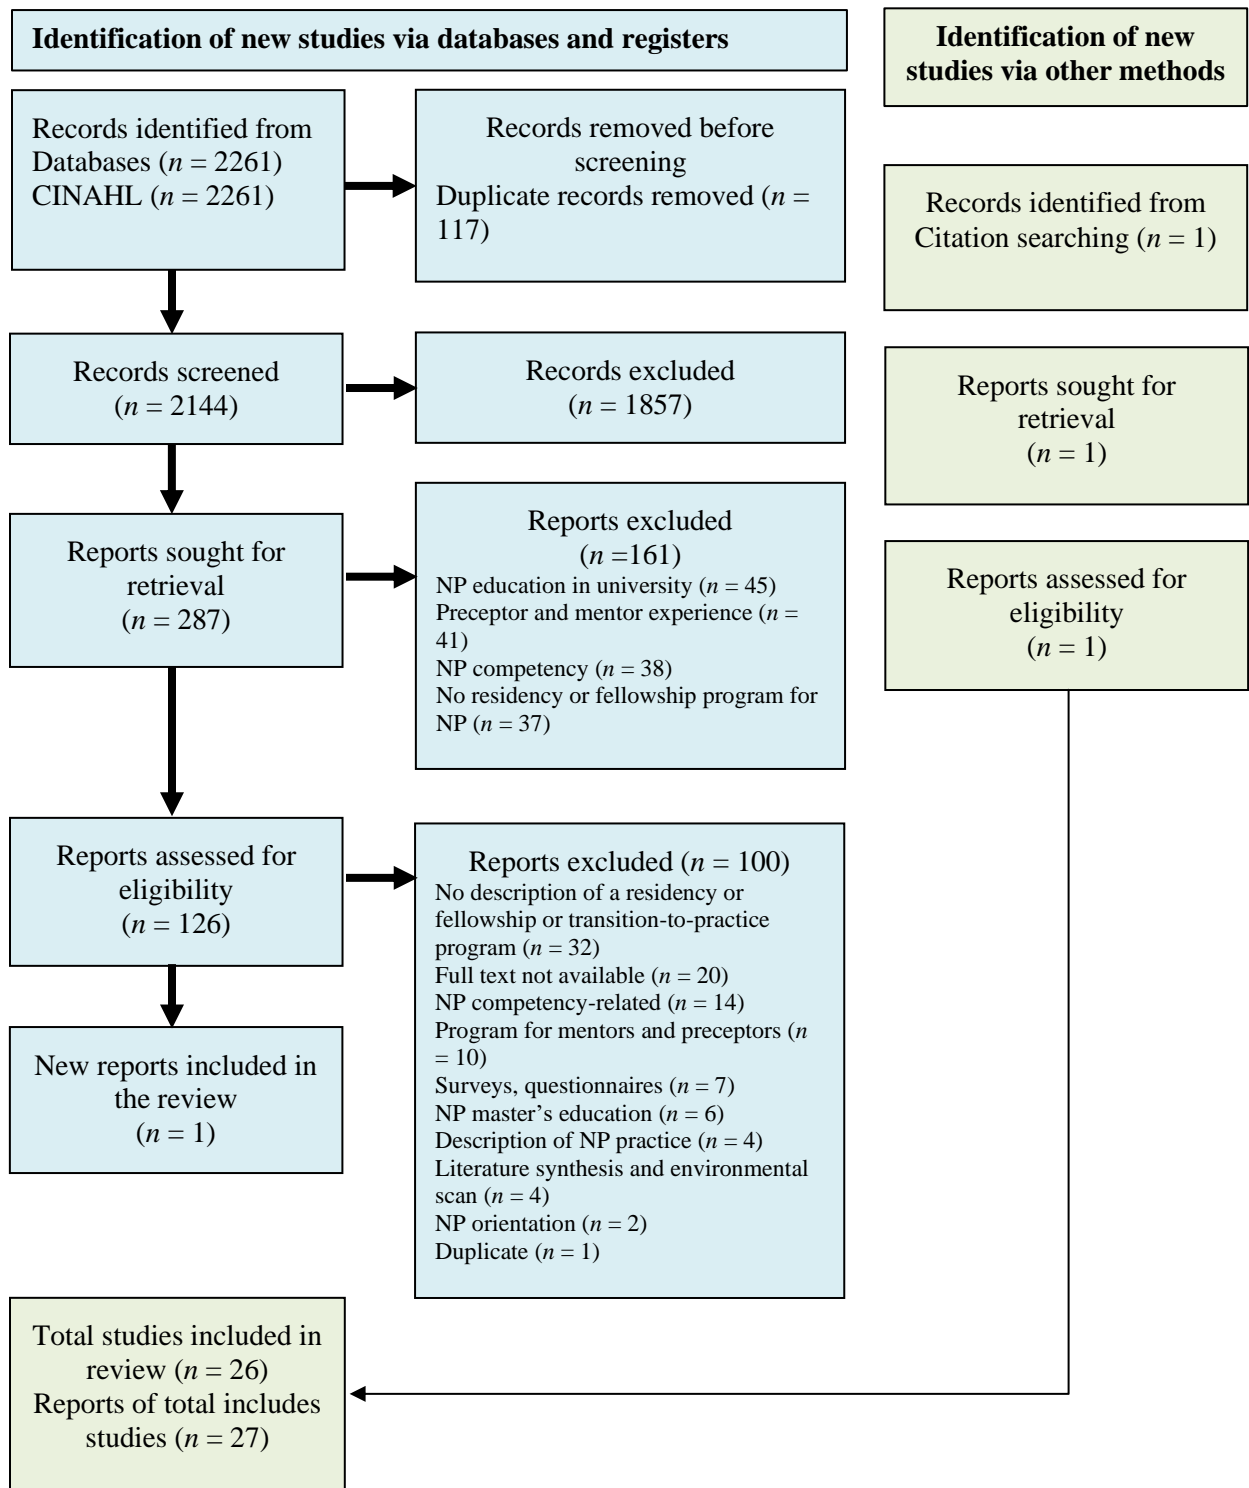 Identification of new studies via databases and registers
Records identified from
Databases (n = 2261)
CINAHL (n = 2261)
Records removed before
screening
Duplicate records removed (n =
117)
Records screened
(n = 2144)
Records excluded
(n = 1857)
Reports sought for
retrieval
(n = 287)
Reports excluded
(n =161)
NP education in university (n = 45)
Preceptor and mentor experience (n =
41)
NP competency (n = 38)
No residency or fellowship program for
NP (n = 37)
Reports assessed for
eligibility
(n = 126)
Reports excluded (n = 100)
No description of a residency or
fellowship or transition-to-practice
program (n = 32)
Full text not available (n = 20)
NP competency-related (n = 14)
Program for mentors and preceptors (n
= 10)
Surveys, questionnaires (n = 7)
NP master’s education (n = 6)
Description of NP practice (n = 4)
Literature synthesis and environmental
scan (n = 4)
NP orientation (n = 2)
Duplicate (n = 1)
New reports included in
the review
(n = 1)
Identification of new
studies via other methods
Records identified from
Citation searching (n = 1)
Reports sought for
retrieval
(n = 1)
Reports assessed for
eligibility
(n = 1)
Total studies included in
review (n = 26)
Reports of total includes
studies (n = 27)